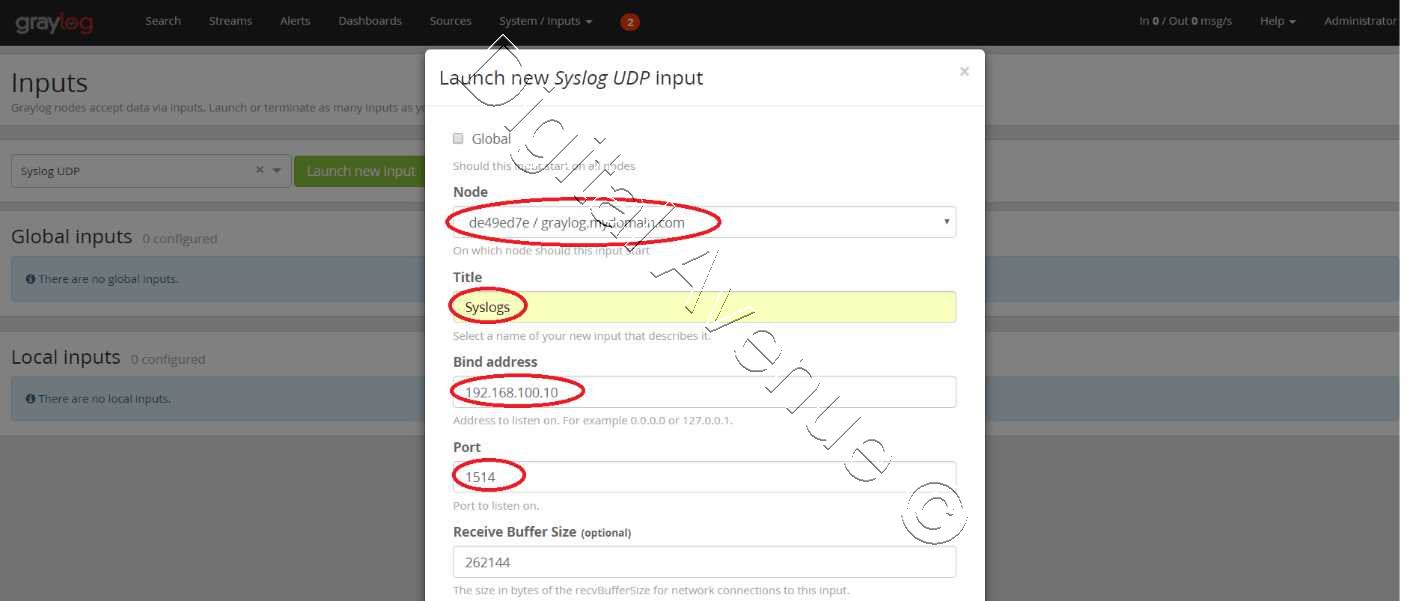 graylog Search Streams Alerts Dashboards Sources System / Inputs 2 In 0 / Out 0 msg/s Help Administrator
Inputs
Graylog nodes accept data via inputs. Launch or terminate as many inputs as
Syslog UDP × Launch new input
Global inputs 0 configured
There are no global inputs.
Local inputs 0 configured
There are no local inputs.
Launch new Syslog UDP input ×
Global
Should this input start on all nodes
Node
de49ed7e / graylog.mydomain.com
On which node should this input start
Title
Syslogs
Select a name of your new input that describes it.
Bind address
192.168.100.10
Address to listen on. For example 0.0.0.0 or 127.0.0.1.
Port
1514
Port to listen on.
Receive Buffer Size (optional)
262144
The size in bytes of the recvBufferSize for network connections to this input.
Digital Avenue ©